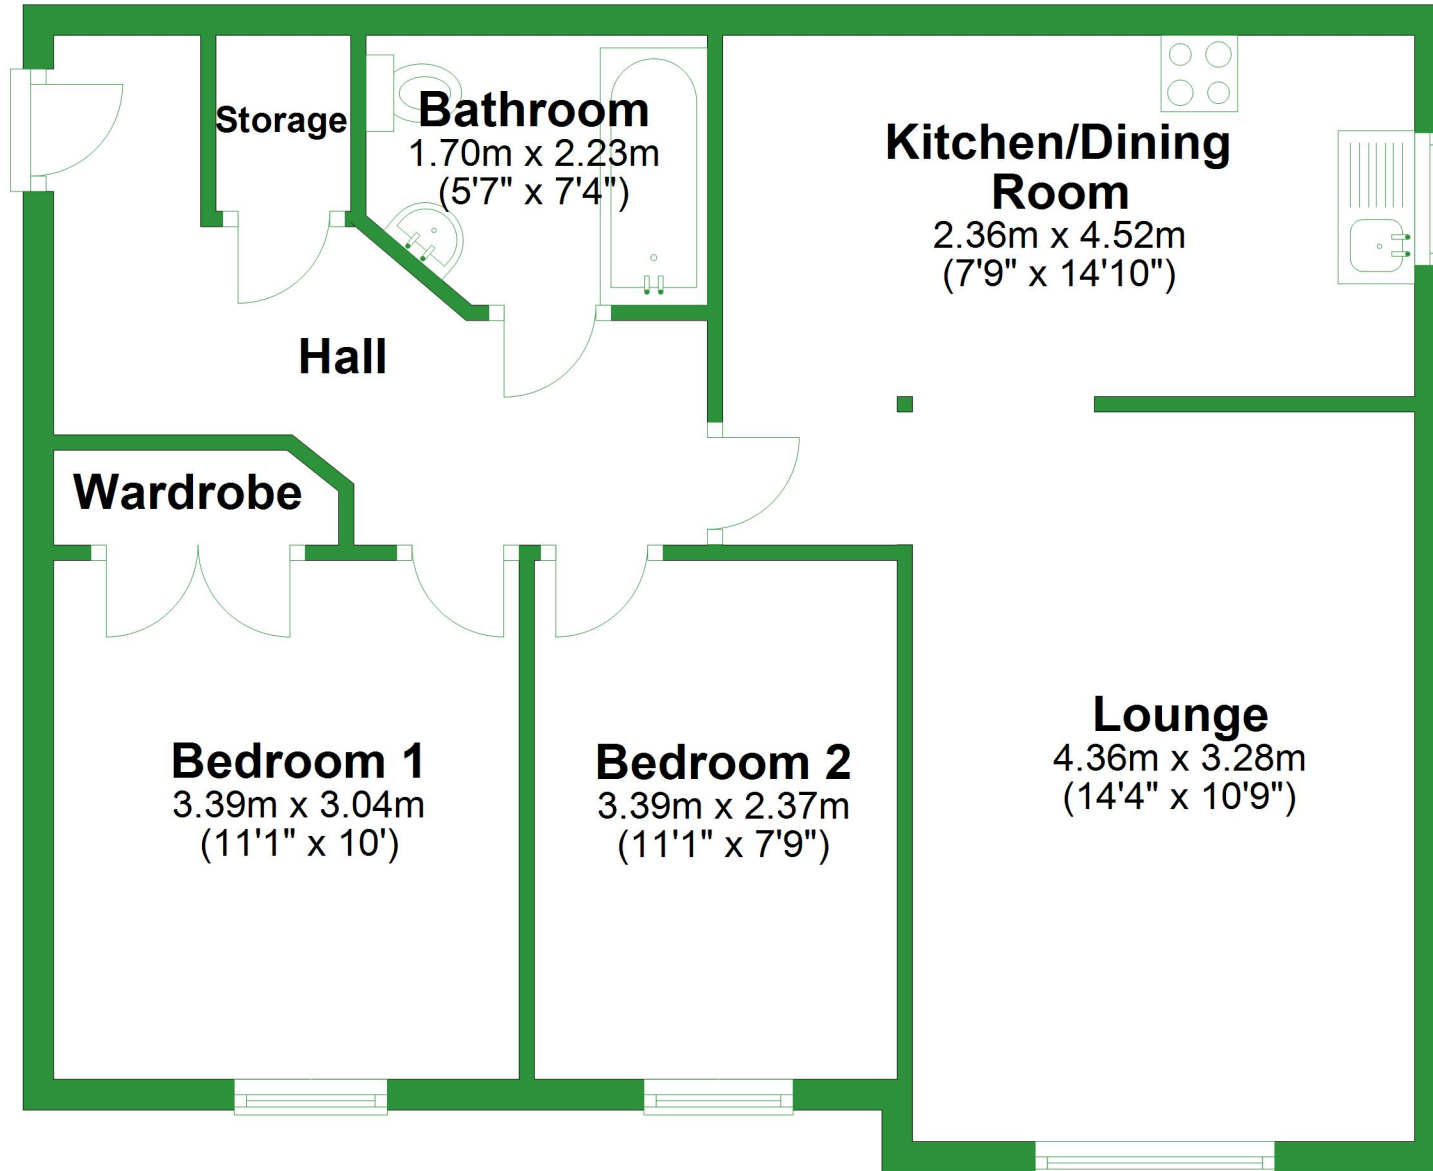 Storage
Bathroom
1.70m x 2.23m
(5'7" x 7'4")
Kitchen/Dining
Room
2.36m x 4.52m
(7'9" x 14'10")
Hall
Wardrobe
Bedroom 1
3.39m x 3.04m
(11'1" x 10')
Bedroom 2
3.39m x 2.37m
(11'1" x 7'9")
Lounge
4.36m x 3.28m
(14'4" x 10'9")